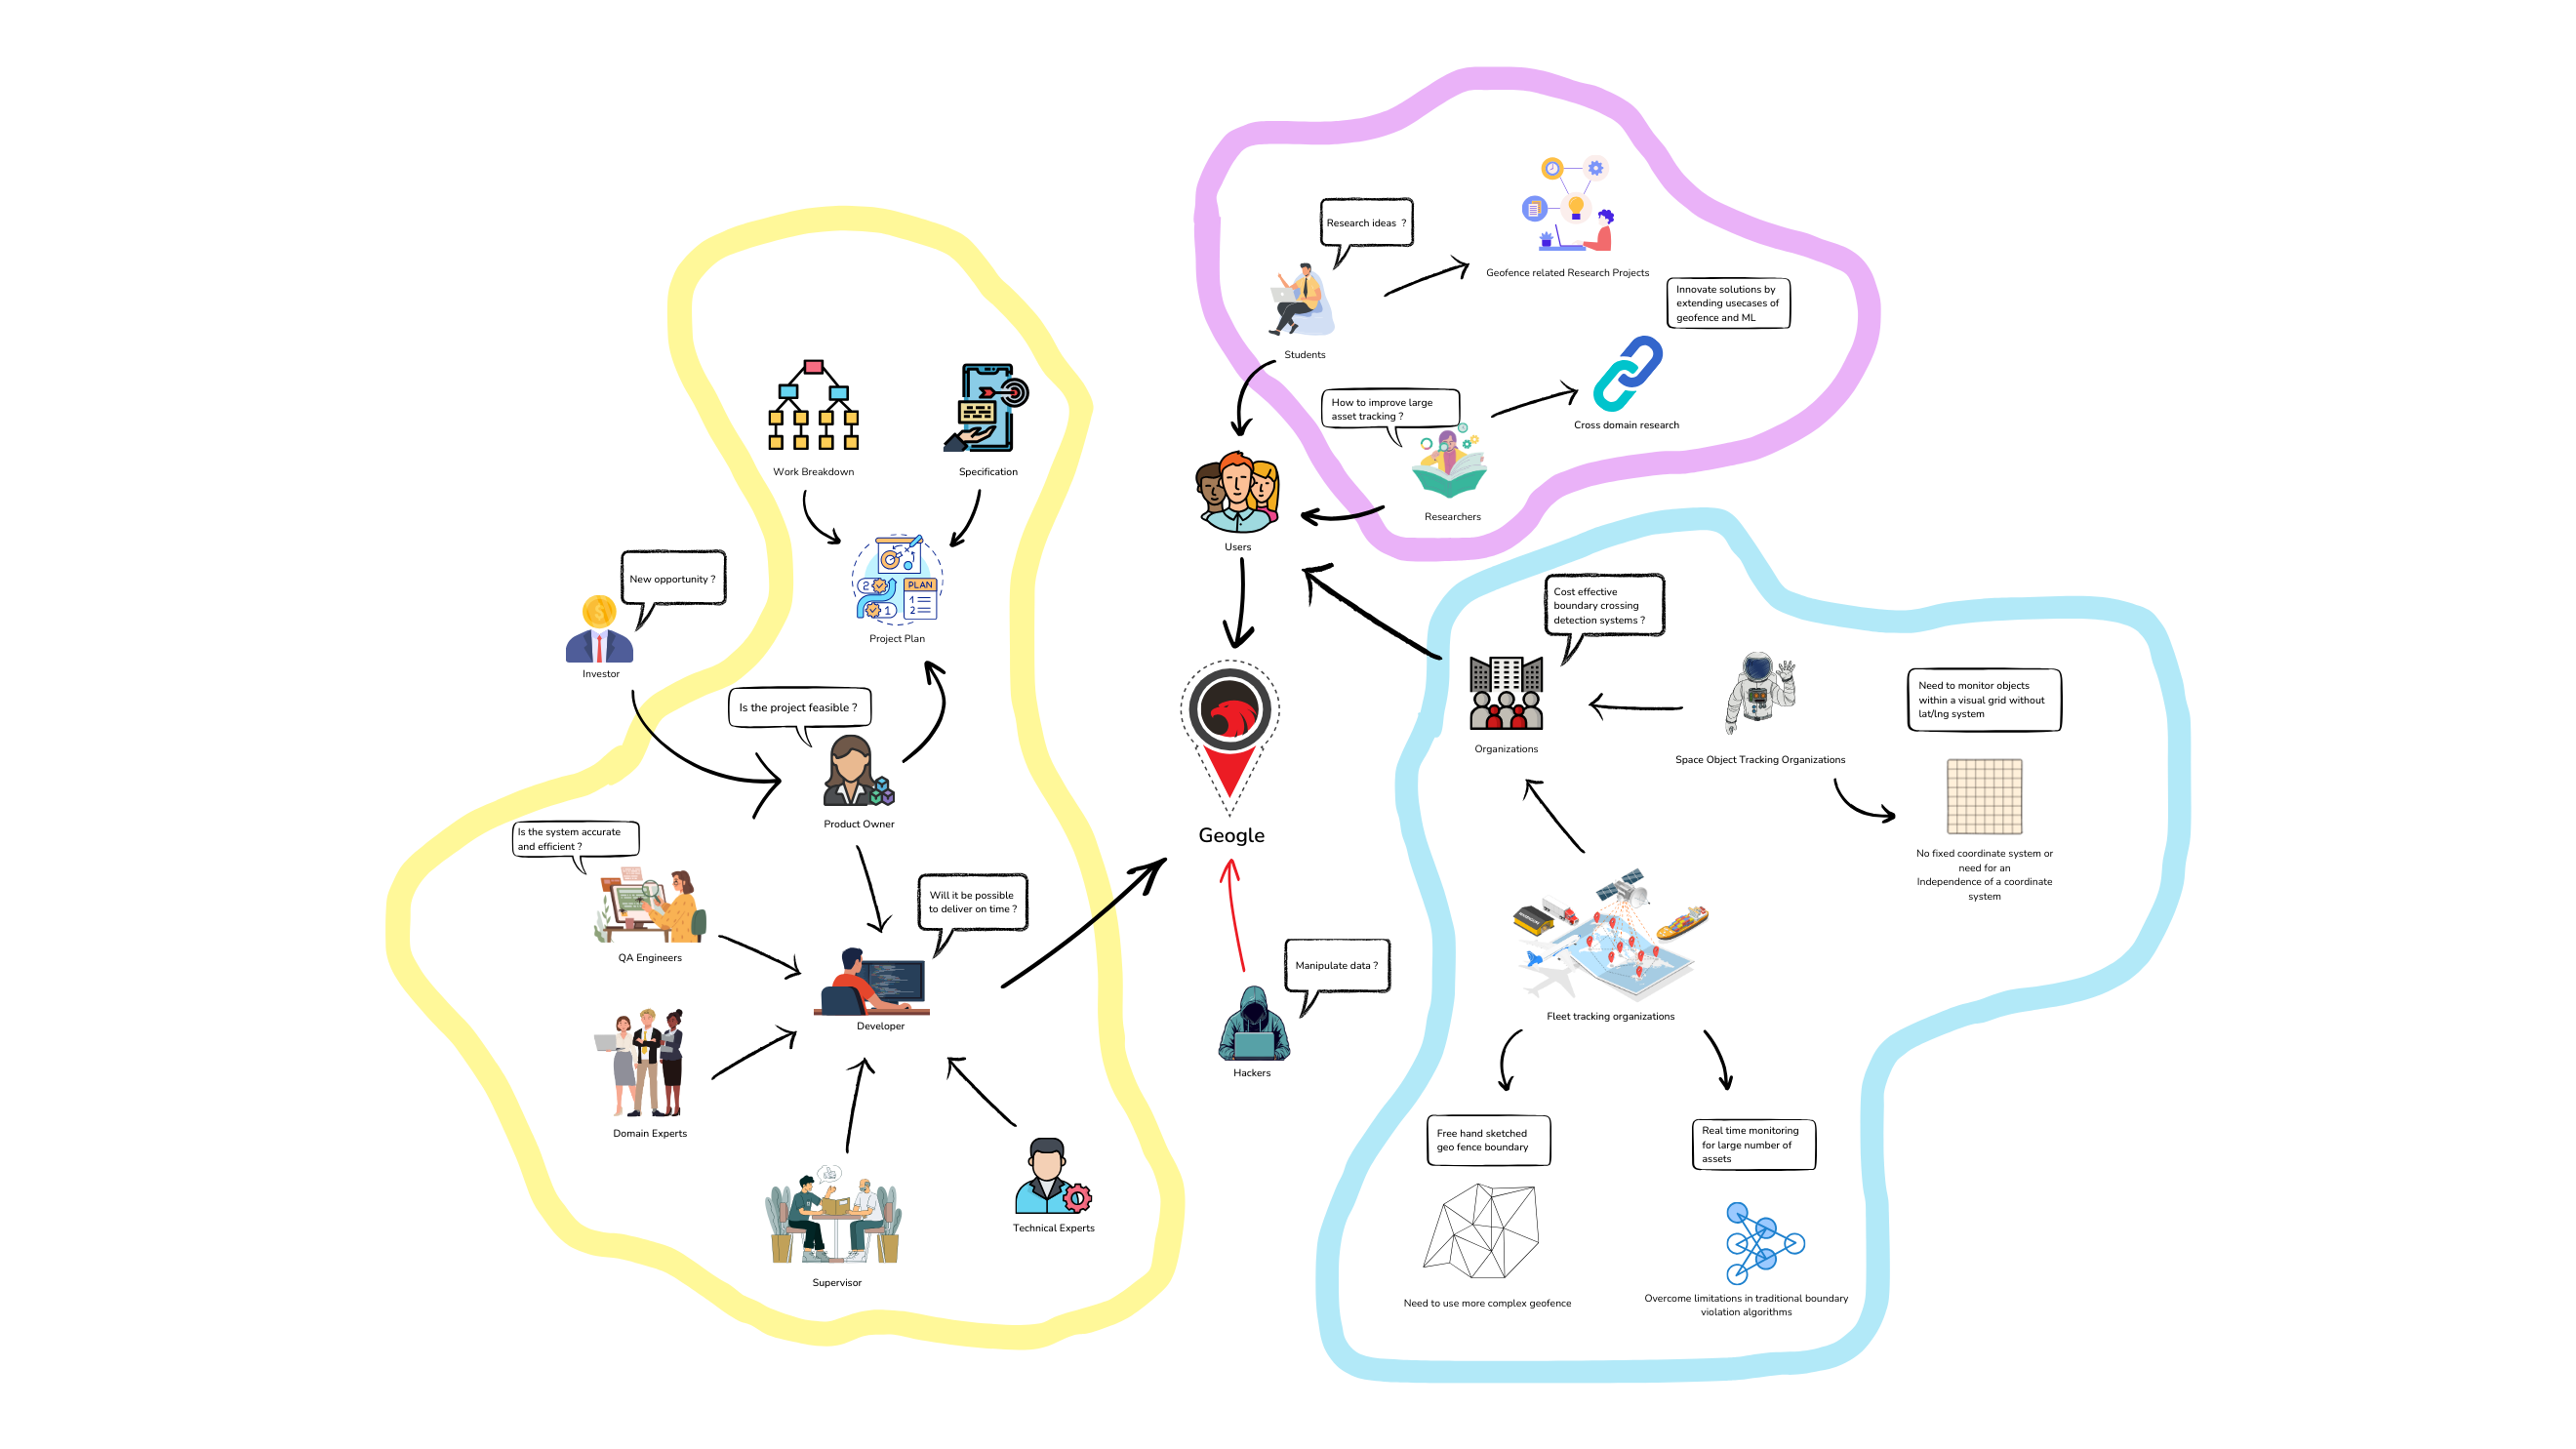 Work Breakdown
Specification
PLAN
2
1
1
2
Project Plan
New opportunity ?
Investor
Is the project feasible ?
Product Owner
Is the system accurate
and efficient ?
QA Engineers
Will it be possible
to deliver on time ?
Developer
Domain Experts
Supervisor
Technical Experts
Research ideas ?
Students
Geofence related Research Projects
Innovate solutions by
extending usecases of
geofence and ML
How to improve large
asset tracking ?
Researchers
Cross domain research
Users
Geogle
Manipulate data ?
Hackers
Cost effective
boundary crossing
detection systems ?
Organizations
Space Object Tracking Organizations
Need to monitor objects
within a visual grid without
lat/lng system
No fixed coordinate system or
need for an
Independence of a coordinate
system
Fleet tracking organizations
Free hand sketched
geo fence boundary
Need to use more complex geofence
Real time monitoring
for large number of
assets
Overcome limitations in traditional boundary
violation algorithms